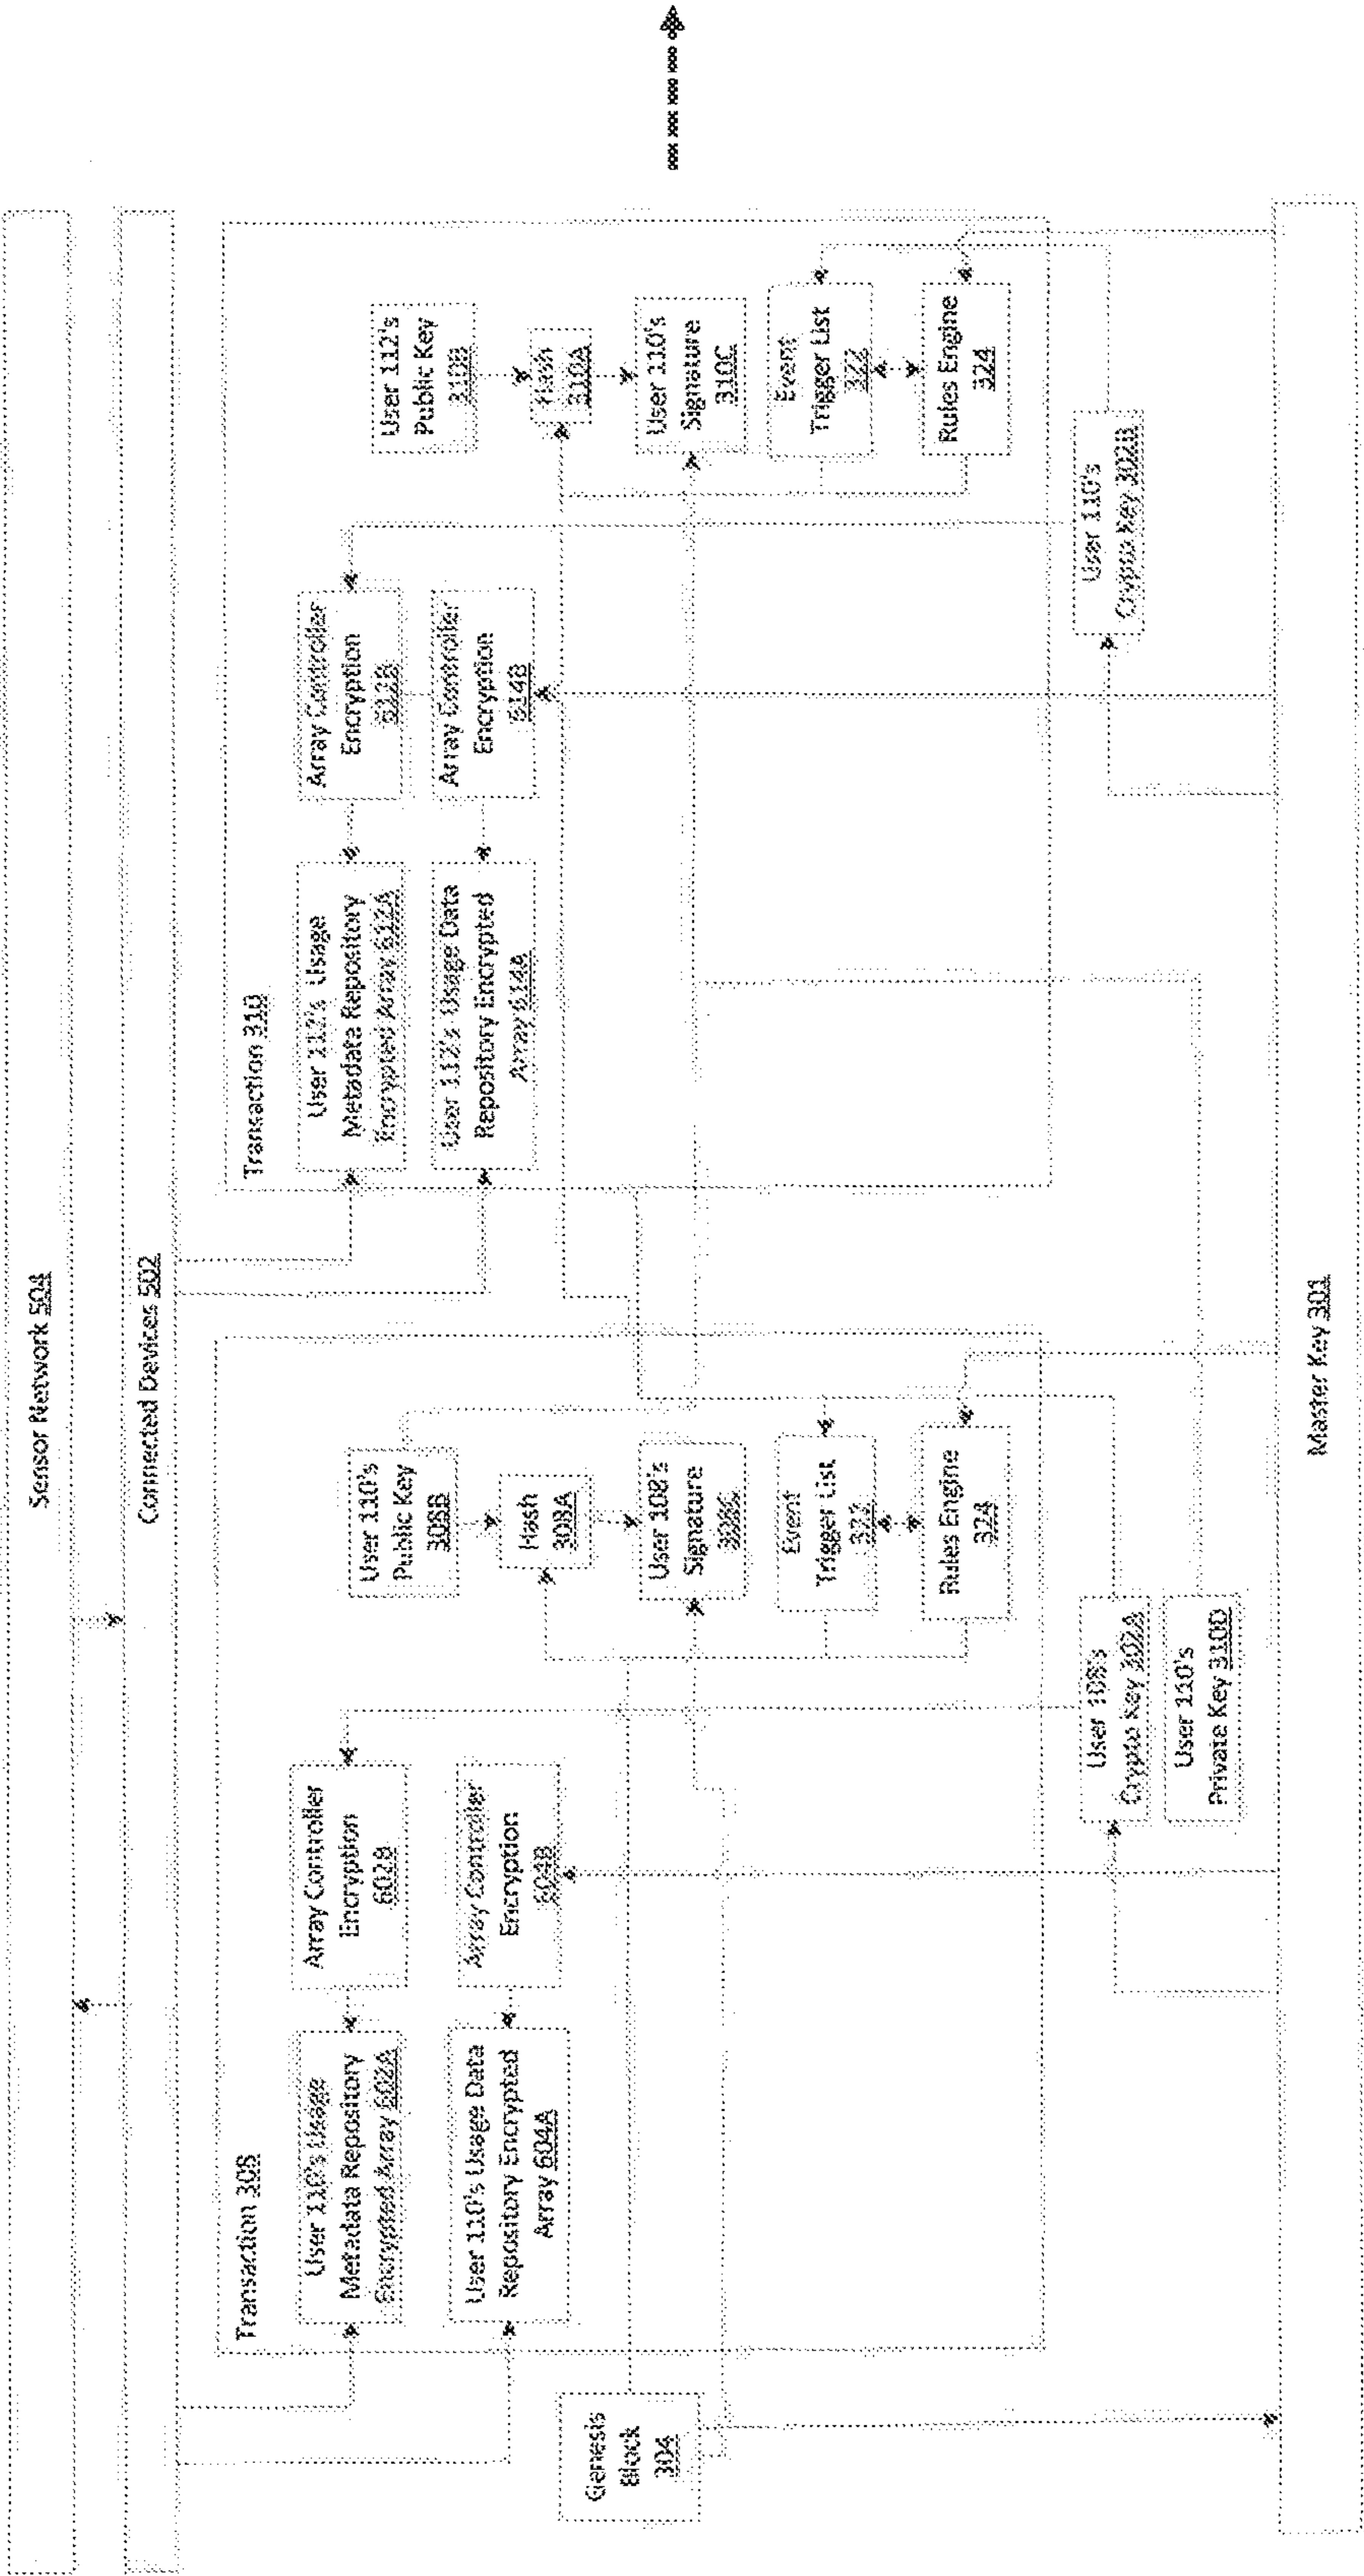 Sensor Network 504
Connected Devices 502
Transaction 308
User 110's Usage
Metadata Repository
Encrypted Array 602A
Array Controller
Encryption
602B
User 110's Usage Data
Repository Encrypted
Array 604A
Array Controller
Encryption
604B
User 110's
Public Key
308B
Hash
308A
User 108's
Signature
308C
Event
Trigger List
322
Rules Engine
324
Transaction 310
User 112's Usage
Metadata Repository
Encrypted Array 612A
Array Controller
Encryption
612B
User 112's Usage Data
Repository Encrypted
Array 614A
Array Controller
Encryption
614B
User 112's
Public Key
310B
Hash
310A
User 110's
Signature
310C
Event
Trigger List
322
Rules Engine
324
Genesis
Block
304
User 108's
Crypto Key 302A
User 110's
Private Key 310D
User 110's
Crypto Key 302B
Master Key 301